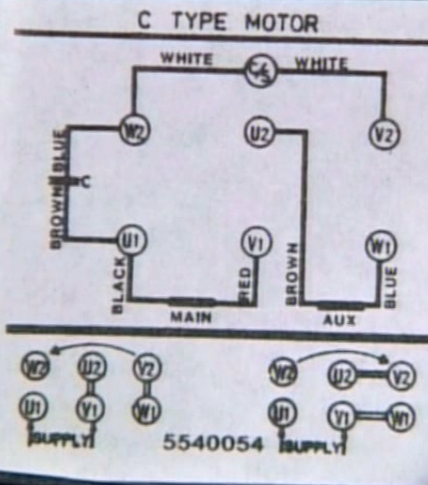 C TYPE MOTOR
WHITE C/S WHITE
W2 U2 V2
BLUE
C
BROWN
U1 V1 W1
BLACK RED BROWN BLUE
MAIN AUX
W2 U2 V2 W2 U2 V2
U1 V1 W1 U1 V1 W1
SUPPLY 5540054 SUPPLY